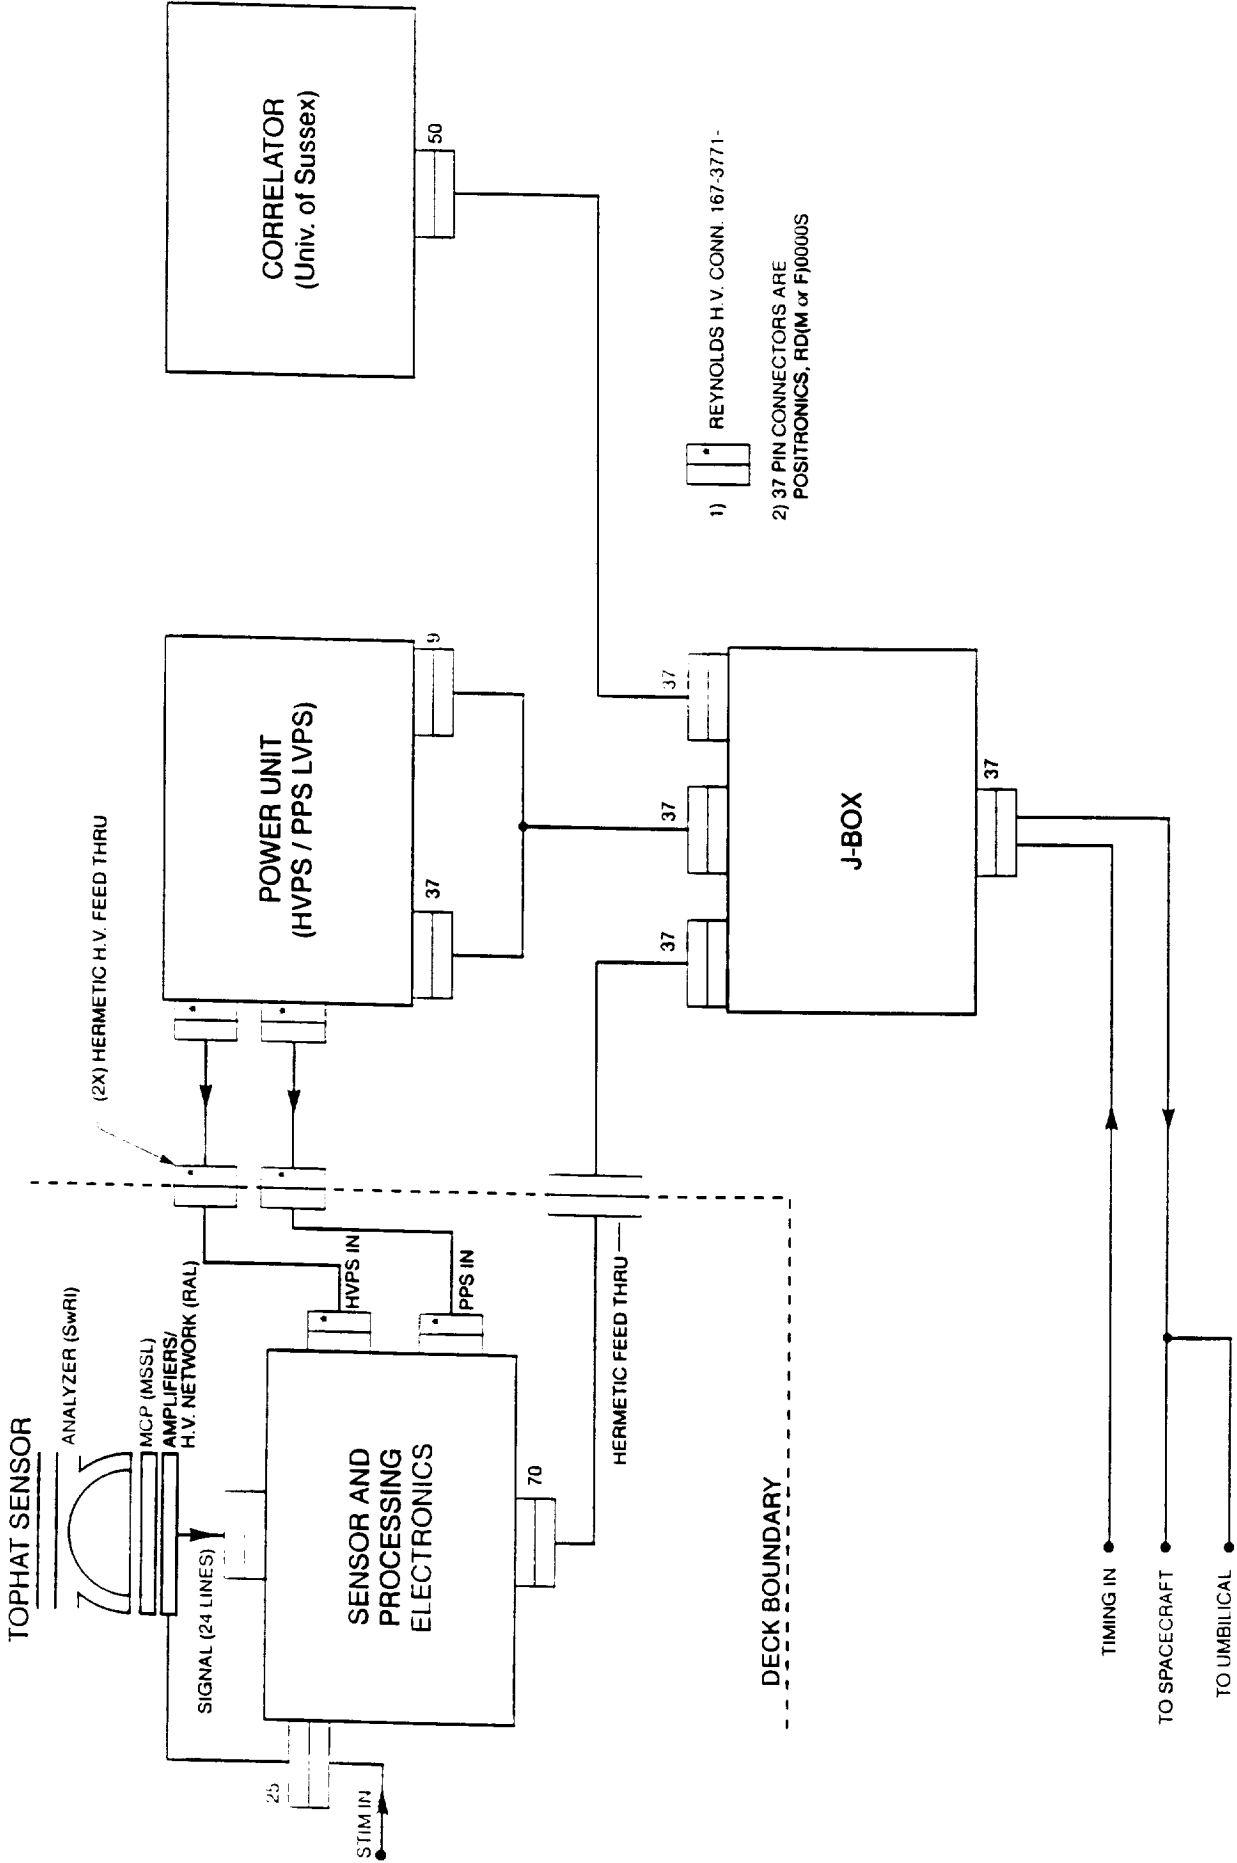 TOPHAT SENSOR
ANALYZER (SwRI)
MCP (MSSL)
AMPLIFIERS/
H.V. NETWORK (RAL)
SIGNAL (24 LINES)
25
STIM IN
SENSOR AND
PROCESSING
ELECTRONICS
70
*
HVPS IN
*
PPS IN
HERMETIC FEED THRU
DECK BOUNDARY
(2X) HERMETIC H.V. FEED THRU
*
*
*
*
POWER UNIT
(HVPS / PPS LVPS)
37
9
CORRELATOR
(Univ. of Sussex)
50
37
37
37
J-BOX
37
TIMING IN
TO SPACECRAFT
TO UMBILICAL
1) * REYNOLDS H.V. CONN. 167-3771-
2) 37 PIN CONNECTORS ARE
POSITRONICS, RD(M or F)0000S